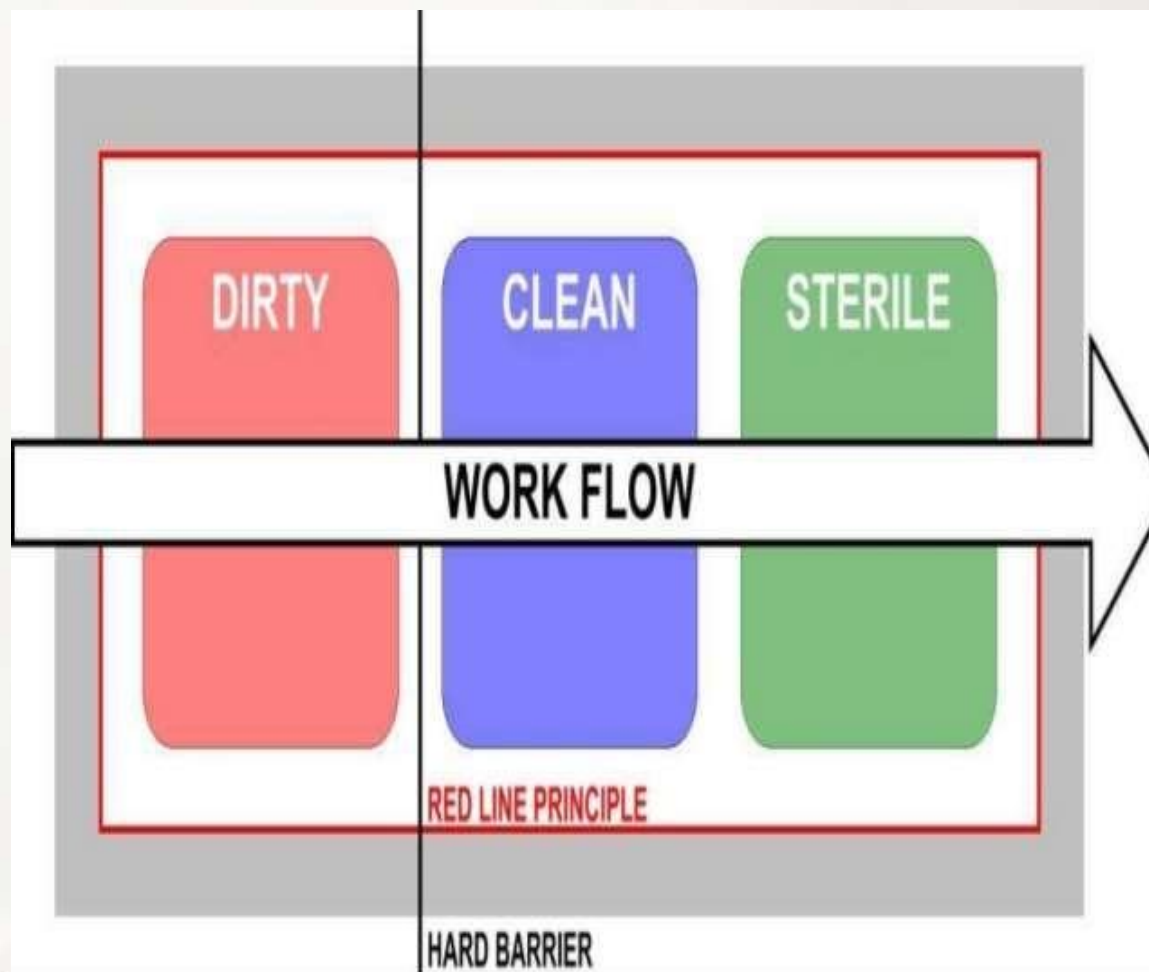 DIRTY
CLEAN
STERILE
WORK FLOW
RED LINE PRINCIPLE
HARD BARRIER